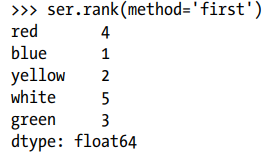 >>> ser.rank(method='first')
red 4
blue 1
yellow 2
white 5
green 3
dtype: float64